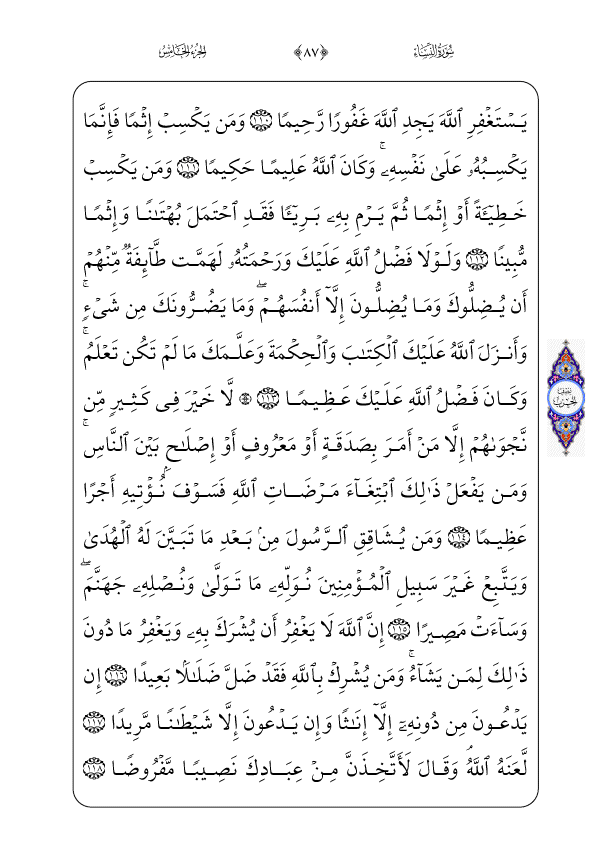 سُورَةُ النِّسَاءِ ﴿٨٧﴾ الجُزءُ الخَامِسُ
يَسْتَغْفِرِ ٱللَّهَ يَجِدِ ٱللَّهَ غَفُورًا رَّحِيمًا ١١٠ وَمَن يَكْسِبْ إِثْمًا فَإِنَّمَا
يَكْسِبُهُۥ عَلَىٰ نَفْسِهِۦۚ وَكَانَ ٱللَّهُ عَلِيمًا حَكِيمًا ١١١ وَمَن يَكْسِبْ
خَطِيٓـَٔةً أَوْ إِثْمًا ثُمَّ يَرْمِ بِهِۦ بَرِيٓـًٔا فَقَدِ ٱحْتَمَلَ بُهْتَٰنًا وَإِثْمًا
مُّبِينًا ١١٢ وَلَوْلَا فَضْلُ ٱللَّهِ عَلَيْكَ وَرَحْمَتُهُۥ لَهَمَّت طَّآئِفَةٌ مِّنْهُمْ
أَن يُضِلُّوكَ وَمَا يُضِلُّونَ إِلَّآ أَنفُسَهُمْۖ وَمَا يَضُرُّونَكَ مِن شَىْءٍۚ
وَأَنزَلَ ٱللَّهُ عَلَيْكَ ٱلْكِتَٰبَ وَٱلْحِكْمَةَ وَعَلَّمَكَ مَا لَمْ تَكُن تَعْلَمُۚ
وَكَانَ فَضْلُ ٱللَّهِ عَلَيْكَ عَظِيمًا ١١٣ ۞ لَّا خَيْرَ فِى كَثِيرٍ مِّن
نَّجْوَىٰهُمْ إِلَّا مَنْ أَمَرَ بِصَدَقَةٍ أَوْ مَعْرُوفٍ أَوْ إِصْلَٰحٍۭ بَيْنَ ٱلنَّاسِۚ
وَمَن يَفْعَلْ ذَٰلِكَ ٱبْتِغَآءَ مَرْضَاتِ ٱللَّهِ فَسَوْفَ نُؤْتِيهِ أَجْرًا
عَظِيمًا ١١٤ وَمَن يُشَاقِقِ ٱلرَّسُولَ مِنۢ بَعْدِ مَا تَبَيَّنَ لَهُ ٱلْهُدَىٰ
وَيَتَّبِعْ غَيْرَ سَبِيلِ ٱلْمُؤْمِنِينَ نُوَلِّهِۦ مَا تَوَلَّىٰ وَنُصْلِهِۦ جَهَنَّمَۖ
وَسَآءَتْ مَصِيرًا ١١٥ إِنَّ ٱللَّهَ لَا يَغْفِرُ أَن يُشْرَكَ بِهِۦ وَيَغْفِرُ مَا دُونَ
ذَٰلِكَ لِمَن يَشَآءُۚ وَمَن يُشْرِكْ بِٱللَّهِ فَقَدْ ضَلَّ ضَلَٰلًۢا بَعِيدًا ١١٦ إِن
يَدْعُونَ مِن دُونِهِۦٓ إِلَّآ إِنَٰثًا وَإِن يَدْعُونَ إِلَّا شَيْطَٰنًا مَّرِيدًا ١١٧
لَّعَنَهُ ٱللَّهُۘ وَقَالَ لَأَتَّخِذَنَّ مِنْ عِبَادِكَ نَصِيبًا مَّفْرُوضًا ١١٨
نصف
الحزب